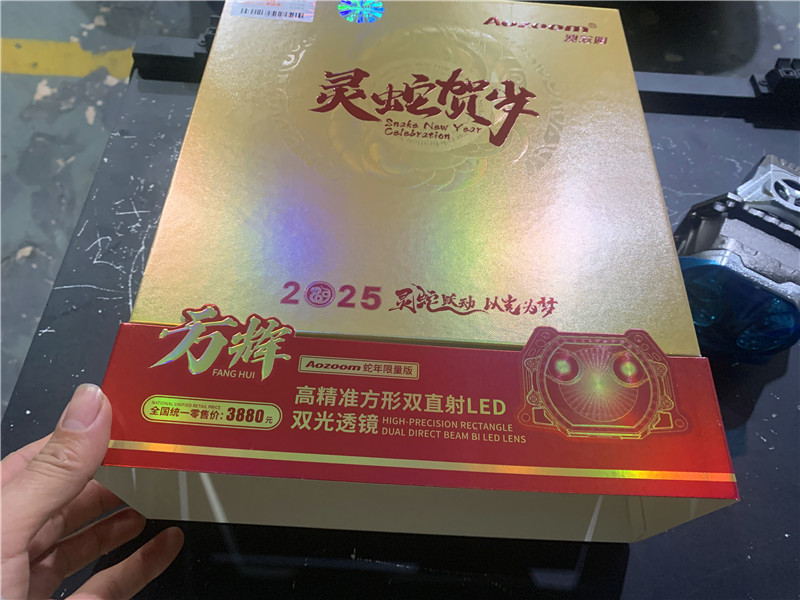 Aozoom®
澳兹姆
灵蛇贺岁
Snake New Year
Celebration
2025 灵蛇跃动 以光为梦
方辉
FANG HUI
Aozoom 蛇年限量版
NATIONAL UNIFIED RETAIL PRICE
全国统一零售价: 3880元
高精准方形双直射LED
双光透镜
HIGH-PRECISION RECTANGLE
DUAL DIRECT BEAM BI LED LENS